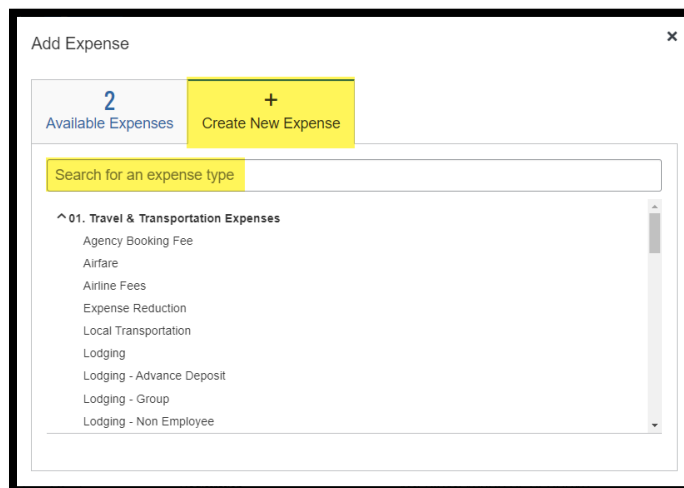 Add Expense
2
Available Expenses
+
Create New Expense
Search for an expense type
01. Travel & Transportation Expenses
Agency Booking Fee
Airfare
Airline Fees
Expense Reduction
Local Transportation
Lodging
Lodging - Advance Deposit
Lodging - Group
Lodging - Non Employee